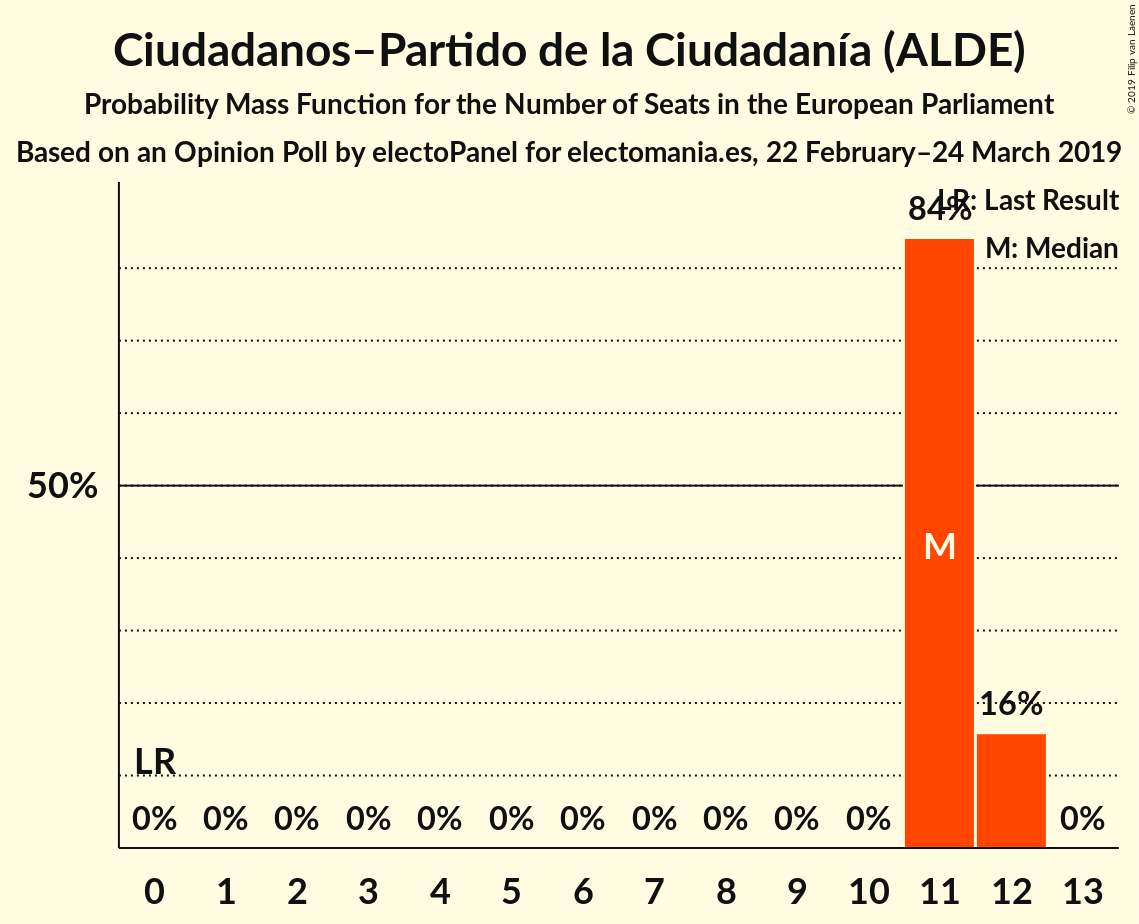 Ciudadanos–Partido de la Ciudadanía (ALDE)
Probability Mass Function for the Number of Seats in the European Parliament
Based on an Opinion Poll by electoPanel for electomania.es, 22 February–24 March 2019
© 2019 Filip van Laenen
LR: Last Result
M: Median
84%
50%
M
16%
LR
0% 0% 0% 0% 0% 0% 0% 0% 0% 0% 0% 0%
0 1 2 3 4 5 6 7 8 9 10 11 12 13